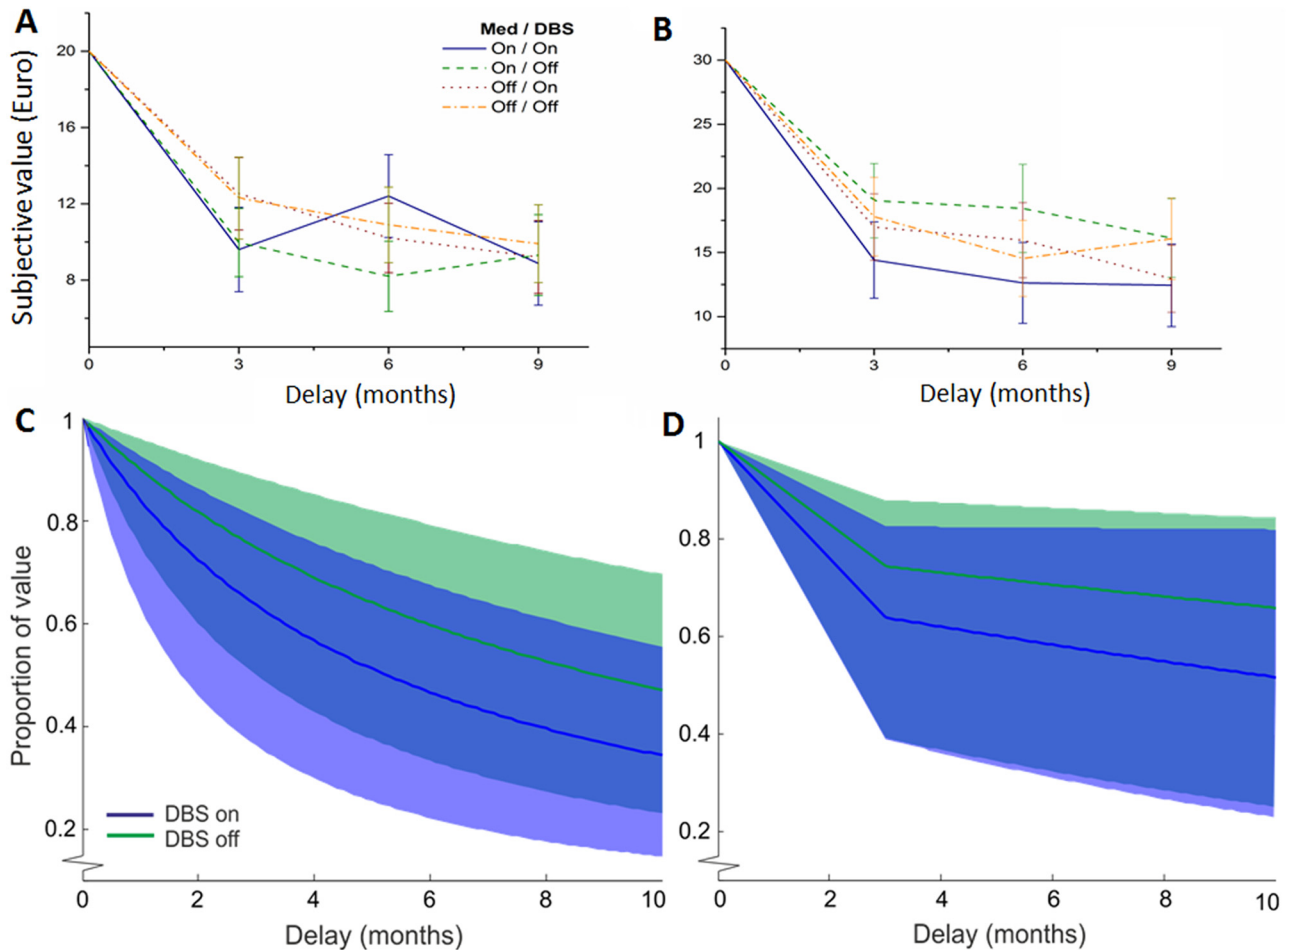 A
Med / DBS
On / On
On / Off
Off / On
Off / Off
Subjective value (Euro)
20
16
12
8
0
3
6
9
Delay (months)
B
30
25
20
15
10
0
3
6
9
Delay (months)
C
1
0.8
0.6
0.4
0.2
Proportion of value
DBS on
DBS off
0
2
4
6
8
10
Delay (months)
D
1
0.8
0.6
0.4
0.2
0
2
4
6
8
10
Delay (months)